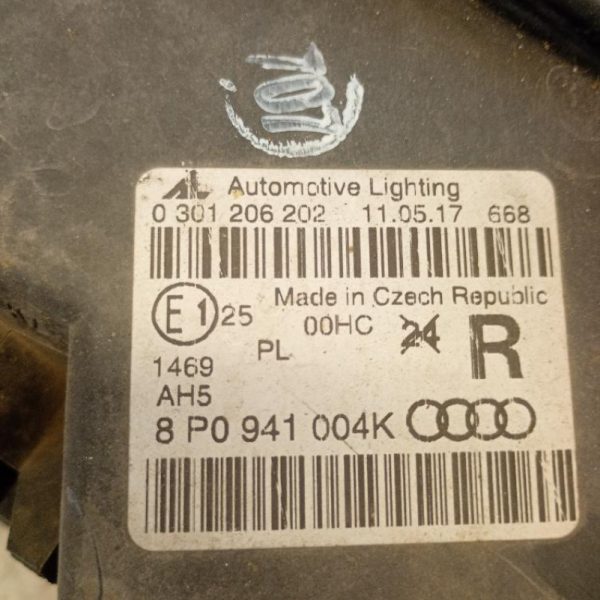 AL Automotive Lighting
0 301 206 202 11.05.17 668
Made in Czech Republic
E1 25 00HC 24 R
PL
1469
AH5
8 P0 941 004K